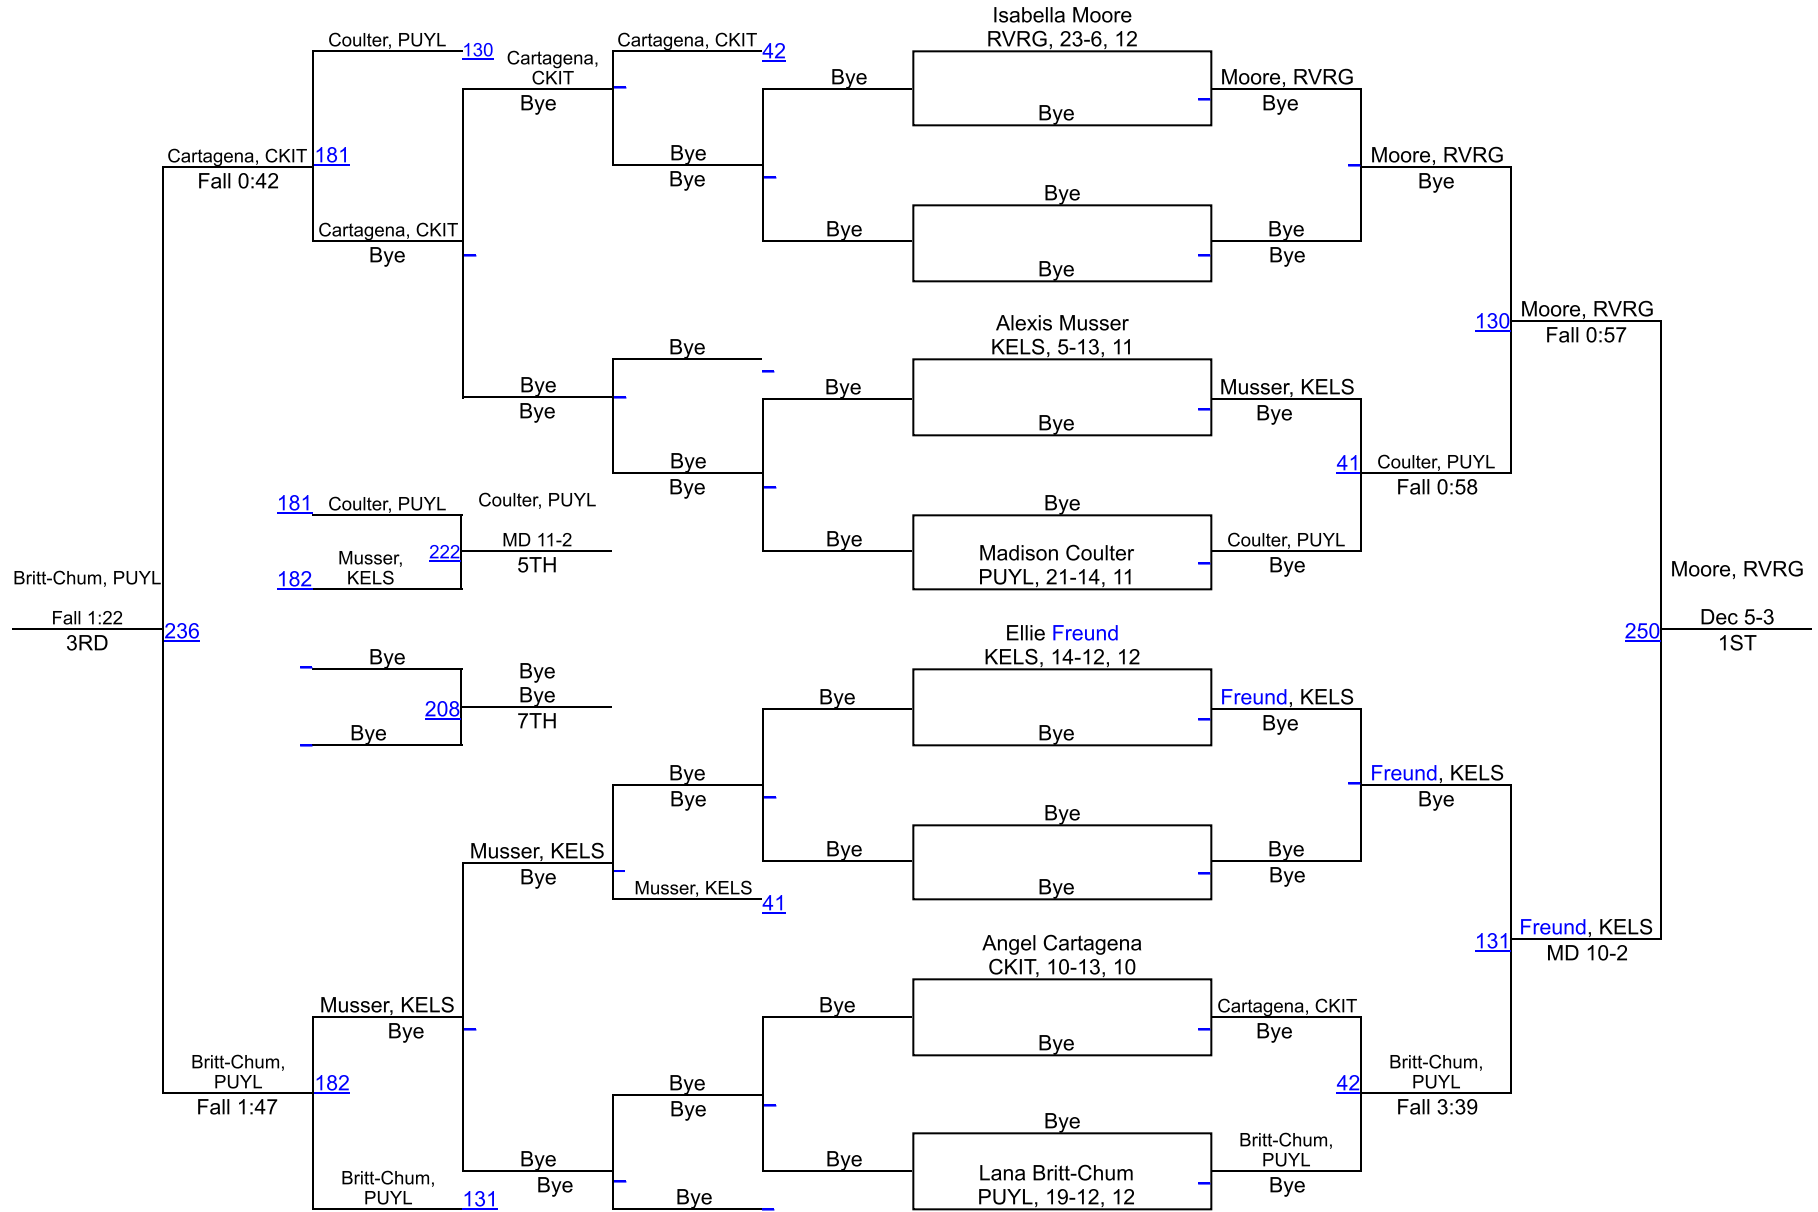 Isabella Moore
RVRG, 23-6, 12
Coulter, PUYL
130
Cartagena,
CKIT
Bye
Cartagena, CKIT
42
Bye
Bye
Moore, RVRG
Bye
Cartagena, CKIT
181
Fall 0:42
Bye
Bye
Moore, RVRG
Bye
Bye
Cartagena, CKIT
Bye
Bye
Bye
Bye
Bye
Bye
Alexis Musser
KELS, 5-13, 11
130
Moore, RVRG
Fall 0:57
Bye
Bye
Bye
Bye
Bye
Musser, KELS
Bye
Bye
Bye
Bye
41
Coulter, PUYL
Fall 0:58
181
Coulter, PUYL
Coulter, PUYL
Bye
222
MD 11-2
5TH
Bye
Madison Coulter
PUYL, 21-14, 11
Coulter, PUYL
Bye
182
Musser,
KELS
Britt-Chum, PUYL
Fall 1:22
3RD
236
Moore, RVRG
250
Dec 5-3
1ST
Ellie Freund
KELS, 14-12, 12
Bye
Bye
Bye
208
7TH
Bye
Bye
Bye
Freund, KELS
Bye
Bye
Bye
Freund, KELS
Bye
Bye
Musser, KELS
Bye
Bye
Bye
Bye
Bye
Musser, KELS
41
Angel Cartagena
CKIT, 10-13, 10
131
Freund, KELS
MD 10-2
Musser, KELS
Bye
Bye
Bye
Cartagena, CKIT
Bye
Britt-Chum,
PUYL
182
Fall 1:47
Bye
Bye
42
Britt-Chum,
PUYL
Fall 3:39
Bye
Britt-Chum,
PUYL
131
Bye
Bye
Bye
Bye
Lana Britt-Chum
PUYL, 19-12, 12
Britt-Chum,
PUYL
Bye